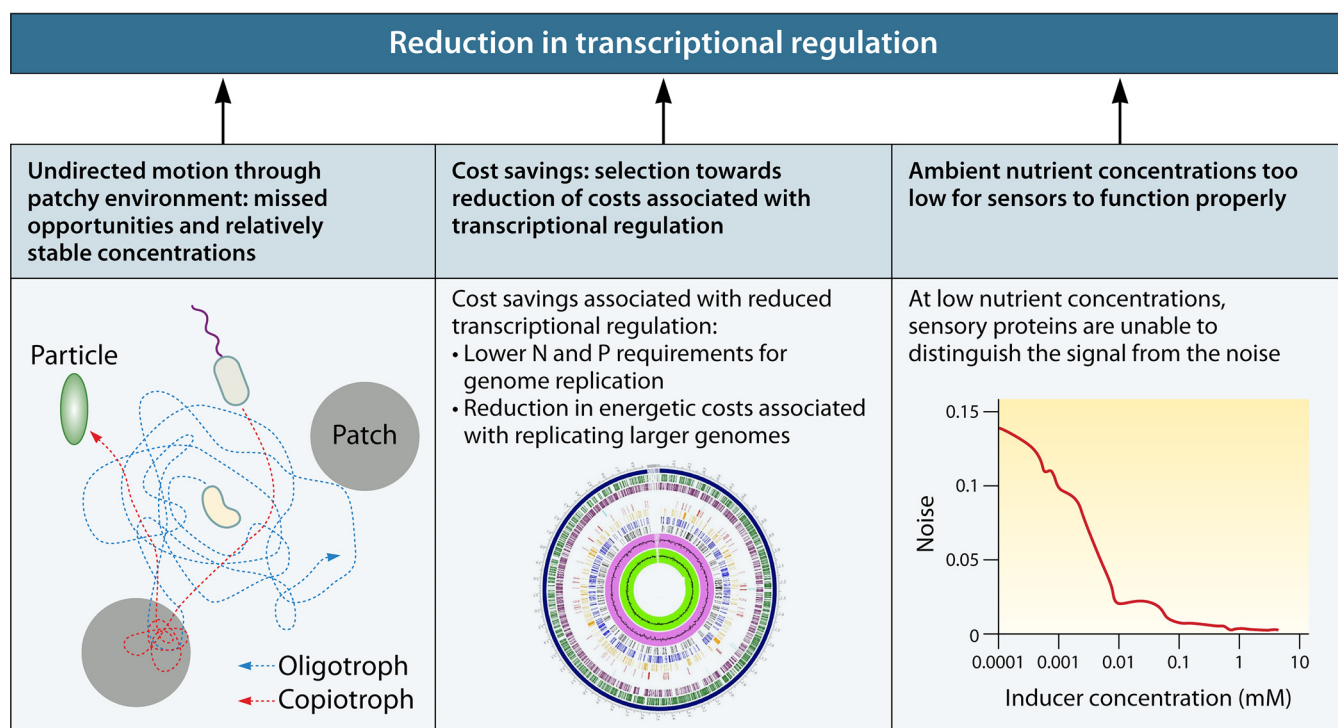 Reduction in transcriptional regulation
Undirected motion through
patchy environment: missed
opportunities and relatively
stable concentrations
Particle
Patch
Oligotroph
Copiotroph
Cost savings: selection towards
reduction of costs associated with
transcriptional regulation
Cost savings associated with reduced
transcriptional regulation:
• Lower N and P requirements for
genome replication
• Reduction in energetic costs associated
with replicating larger genomes
Ambient nutrient concentrations too
low for sensors to function properly
At low nutrient concentrations,
sensory proteins are unable to
distinguish the signal from the noise
0.15
0.1
0.05
0
Noise
0.0001 0.001 0.01 0.1 1 10
Inducer concentration (mM)